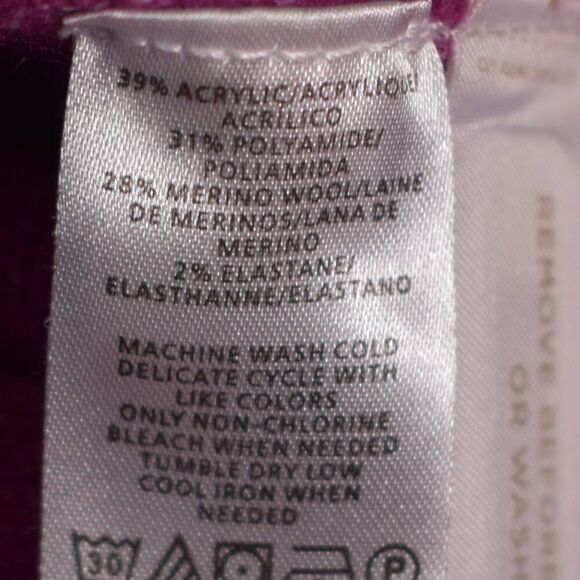 39% ACRYLIC/ACRYLIQUE/
ACRILICO
31% POLYAMIDE/
POLIAMIDA
28% MERINO WOOL/LAINE
DE MERINOS/LANA DE
MERINO
2% ELASTANE/
ELASTHANNE/ELASTANO
MACHINE WASH COLD
DELICATE CYCLE WITH
LIKE COLORS
ONLY NON-CHLORINE
BLEACH WHEN NEEDED
TUMBLE DRY LOW
COOL IRON WHEN
NEEDED
30 P
REMOVE BEFORE
OR WASH